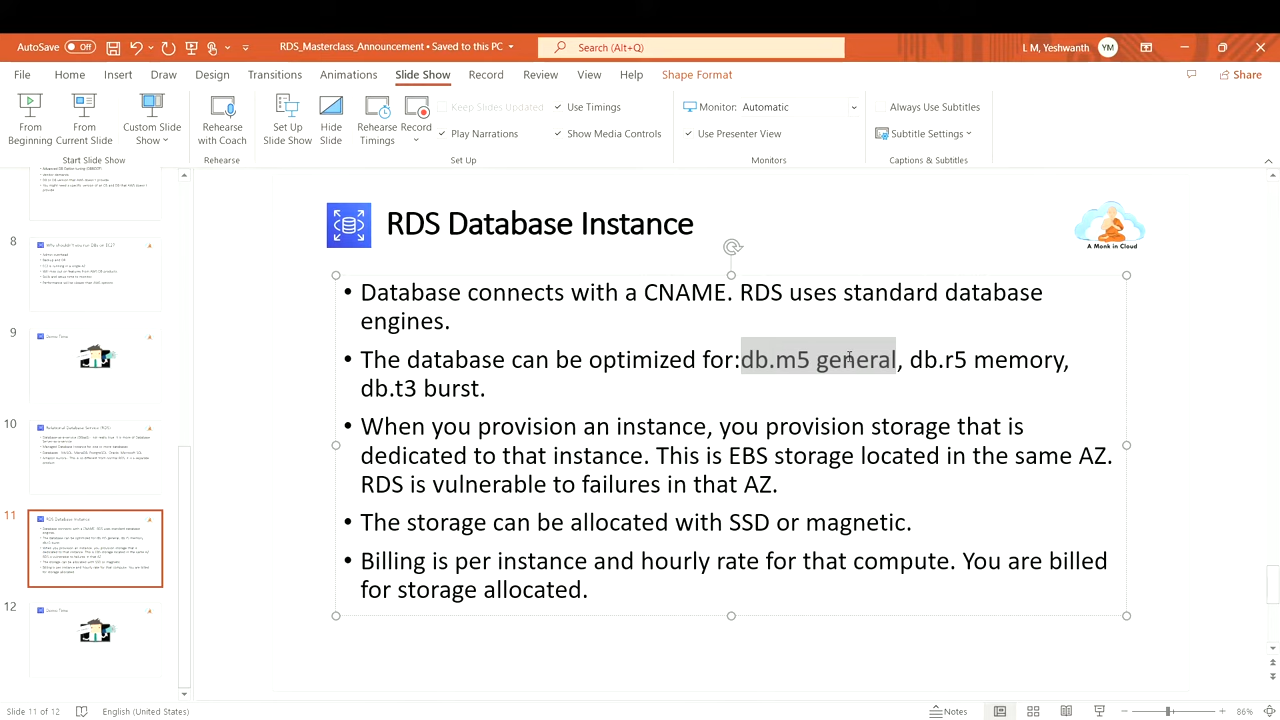 AutoSave Off
RDS_Masterclass_Announcement • Saved to this PC
Search (Alt+Q)
L M, Yeshwanth YM
File Home Insert Draw Design Transitions Animations Slide Show Record Review View Help Shape Format Share
From Beginning
From Current Slide
Custom Slide Show
Start Slide Show
Rehearse with Coach
Rehearse
Set Up Slide Show
Hide Slide
Rehearse Timings
Record
Keep Slides Updated
Play Narrations
Use Timings
Show Media Controls
Set Up
Monitor: Automatic
Use Presenter View
Monitors
Always Use Subtitles
Subtitle Settings
Captions & Subtitles
8
9
10
11
RDS Database Instance
12
RDS Database Instance
A Monk in Cloud
• Database connects with a CNAME. RDS uses standard database
engines.
• The database can be optimized for:db.m5 general, db.r5 memory,
db.t3 burst.
• When you provision an instance, you provision storage that is
dedicated to that instance. This is EBS storage located in the same AZ.
RDS is vulnerable to failures in that AZ.
• The storage can be allocated with SSD or magnetic.
• Billing is per instance and hourly rate for that compute. You are billed
for storage allocated.
Slide 11 of 12 English (United States) Notes 86%